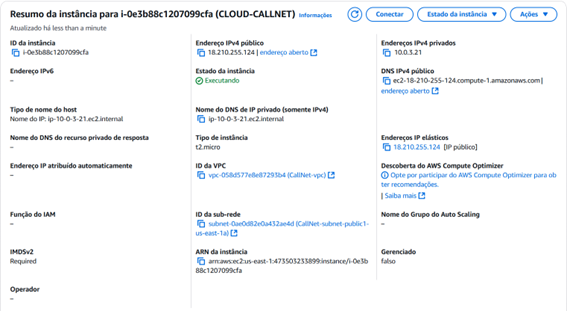 Resumo da instância para i-0e3b88c1207099cfa (CLOUD-CALLNET) Informações
Conectar
Estado da instância
Ações
Atualizado há less than a minute
ID da instância
i-0e3b88c1207099cfa
Endereço IPv4 público
18.210.255.124 | endereço aberto
Endereços IPv4 privados
10.0.3.21
Endereço IPv6
–
Estado da instância
Executando
DNS IPv4 público
ec2-18-210-255-124.compute-1.amazonaws.com |
endereço aberto
Tipo de nome do host
Nome do IP: ip-10-0-3-21.ec2.internal
Nome do DNS de IP privado (somente IPv4)
ip-10-0-3-21.ec2.internal
Nome do DNS do recurso privado de resposta
–
Tipo de instância
t2.micro
Endereços IP elásticos
18.210.255.124 [IP público]
Endereço IP atribuído automaticamente
–
ID da VPC
vpc-058d577e8e87293b4 (CallNet-vpc)
Descoberta do AWS Compute Optimizer
Opte por participar do AWS Compute Optimizer para ob
ter recomendações.
| Saiba mais
Função do IAM
–
ID da sub-rede
subnet-0ae0d82e0a432ae4d (CallNet-subnet-public1-
us-east-1a)
Nome do Grupo do Auto Scaling
–
IMDSv2
Required
ARN da instância
arn:aws:ec2:us-east-1:473503233899:instance/i-0e3b
88c1207099cfa
Gerenciado
falso
Operador
–